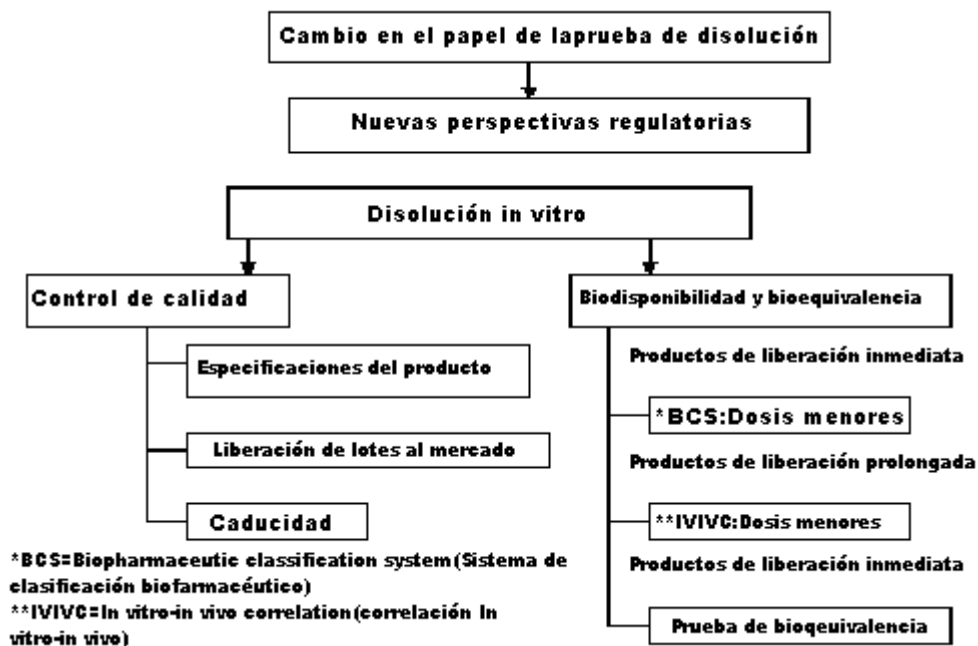 Cambio en el papel de laprueba de disolución
Nuevas perspectivas regulatorias
Disolución in vitro
Control de calidad
Especificaciones del producto
Liberación de lotes al mercado
Caducidad
*BCS=Biopharmaceutic classification system(Sistema de
clasificación biofarmacéutico)
**IVIVC=In vitro-in vivo correlation(correlación In
vitro-in vivo)
Biodisponibilidad y bioequivalencia
Productos de liberación inmediata
*BCS:Dosis menores
Productos de liberación prolongada
**IVIVC:Dosis menores
Productos de liberación inmediata
Prueba de bioqeuivalencia